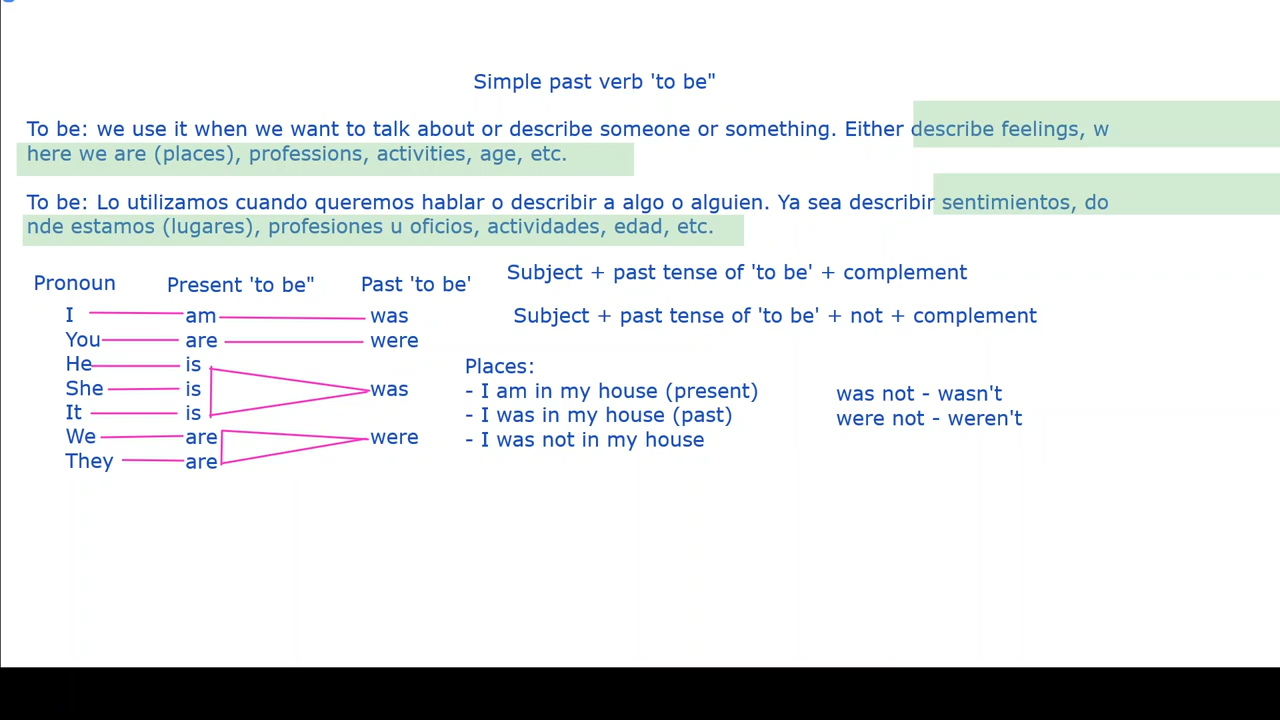 Simple past verb 'to be"
To be: we use it when we want to talk about or describe someone or something. Either describe feelings, w
here we are (places), professions, activities, age, etc.
To be: Lo utilizamos cuando queremos hablar o describir a algo o alguien. Ya sea describir sentimientos, do
nde estamos (lugares), profesiones u oficios, actividades, edad, etc.
Pronoun Present 'to be" Past 'to be'
I am was
You are were
He is
She is was
It is
We are were
They are
Subject + past tense of 'to be' + complement
Subject + past tense of 'to be' + not + complement
Places:
- I am in my house (present)
- I was in my house (past)
- I was not in my house
was not - wasn't
were not - weren't